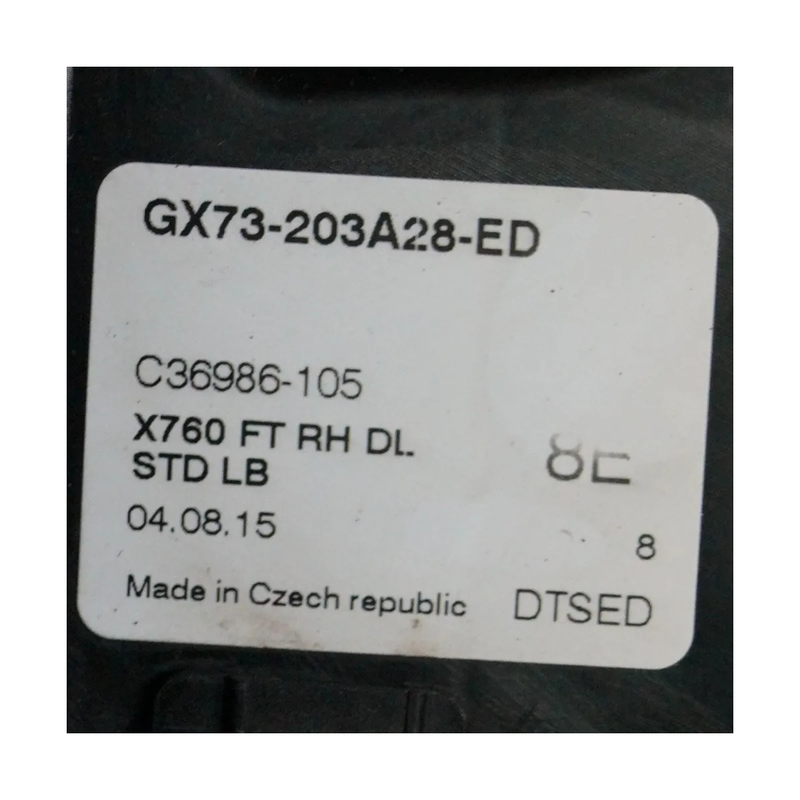 GX73-203A28-ED
C36986-105
X760 FT RH DL
STD LB
8E
04.08.15
8
Made in Czech republic
DTSED